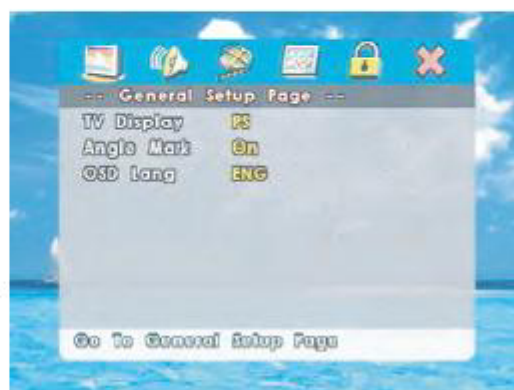 -- General Setup Page --
TV Display PS
Angle Mark On
OSD Lang ENG
Go To General Setup Page